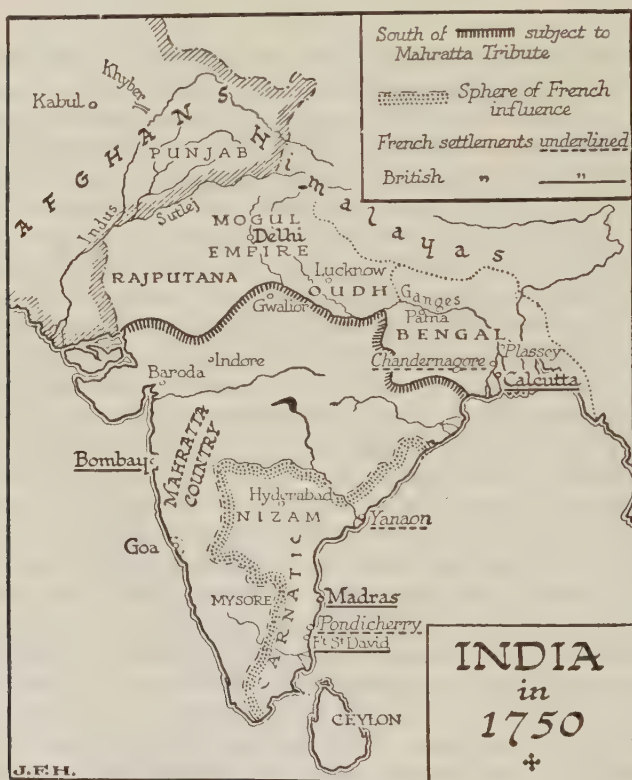 South of subject to
Mahratta Tribute
Sphere of French
influence
French settlements underlined
British " "
Kabul
Khyber
AFGHANS
PUNJAB
Himalayas
Indus
Sutlej
MOGUL
EMPIRE
Delhi
RAJPUTANA
Lucknow
OUDH
Gwalior
Ganges
Patna
BENGAL
Plassey
Chandernagore
Calcutta
Indore
Baroda
MAHRATTA
COUNTRY
Bombay
Hyderabad
NIZAM
Yanaon
Goa
CARNATIC
MYSORE
Madras
Pondicherry
Ft. St David
CEYLON
INDIA
in
1750
J.F.H.